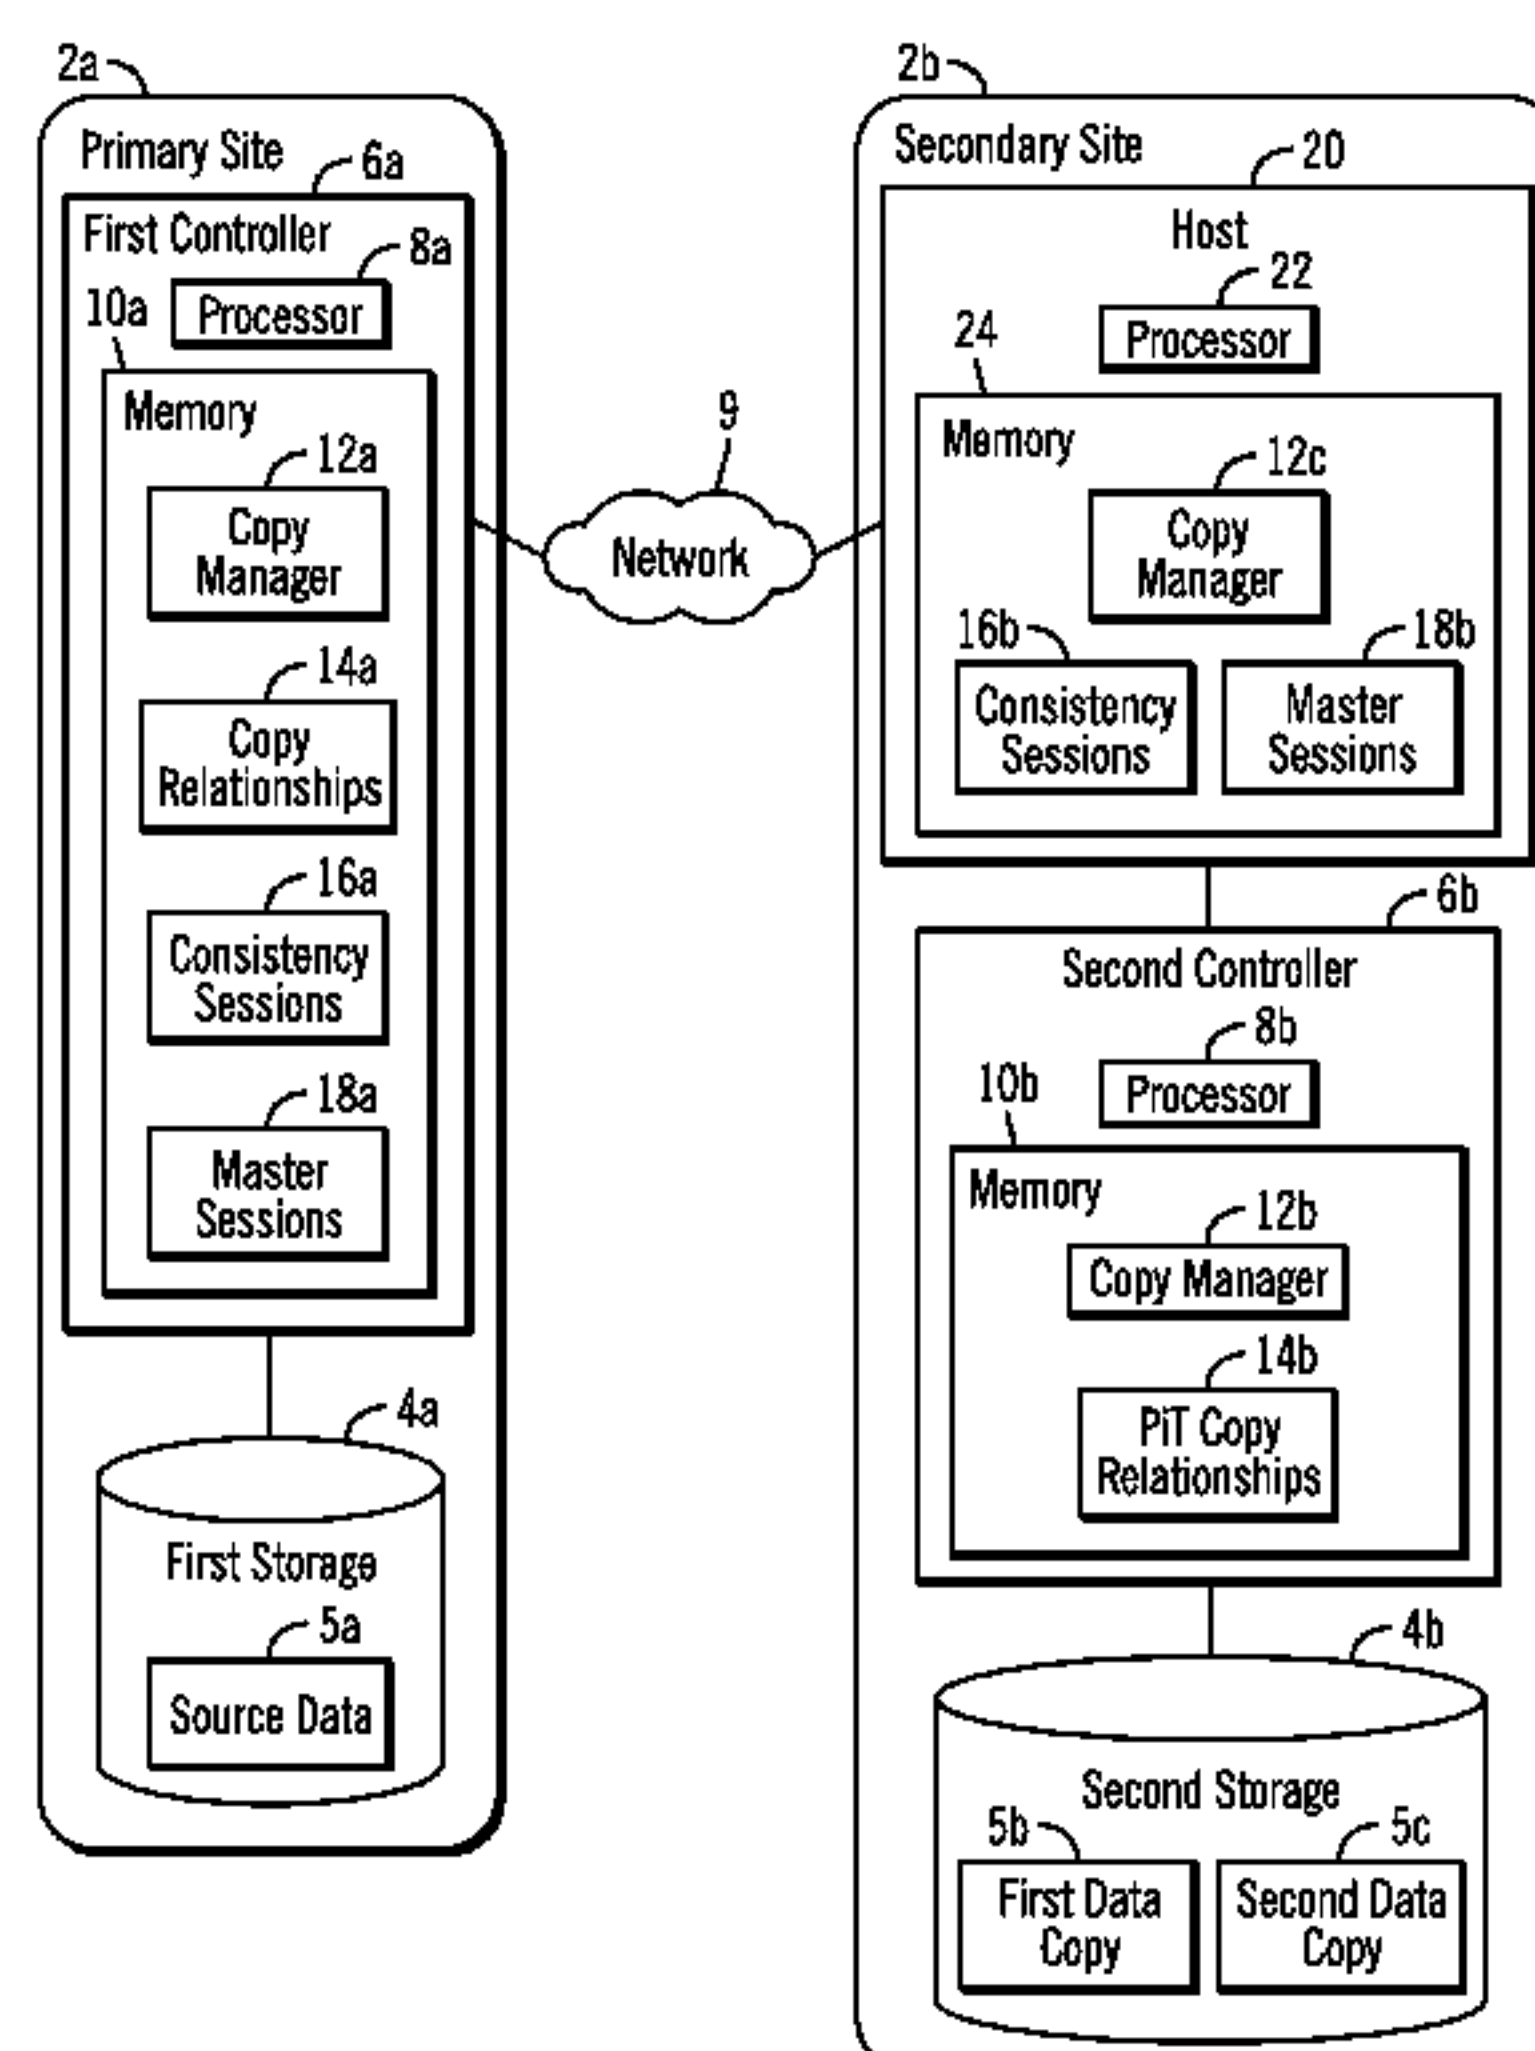 2a
Primary Site
6a
First Controller
8a
10a
Processor
Memory
12a
Copy
Manager
14a
Copy
Relationships
16a
Consistency
Sessions
18a
Master
Sessions
4a
First Storage
5a
Source Data
9
Network
2b
Secondary Site
20
Host
22
24
Processor
Memory
12c
Copy
Manager
16b
18b
Consistency
Sessions
Master
Sessions
6b
Second Controller
8b
10b
Processor
Memory
12b
Copy Manager
14b
PiT Copy
Relationships
4b
Second Storage
5b
5c
First Data
Copy
Second Data
Copy